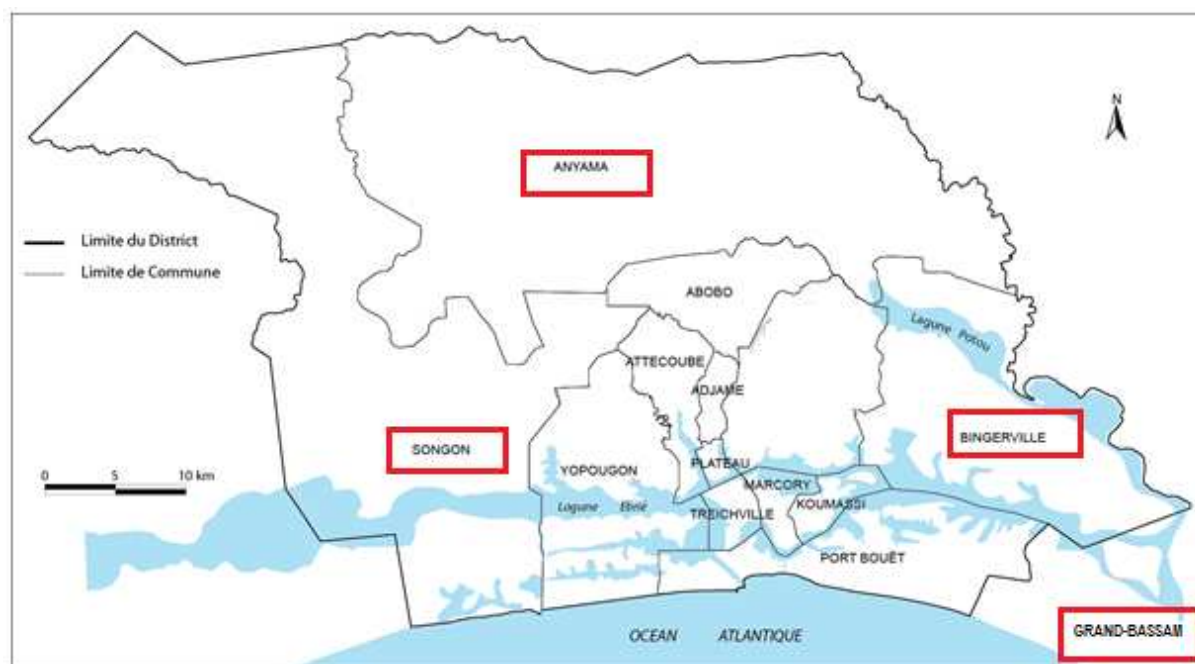 N
ANYAMA
Limite du District
Limite de Commune
ABOBO
Lagune Potou
ATTECOUBE
ADJAME
BINGERVILLE
SONGON
0 5 10 km
PLATEAU
YOPOUGON
MARCORY
KOUMASSI
Lagune Ebrié
TREICHVILLE
PORT BOUËT
GRAND-BASSAM
OCEAN ATLANTIQUE